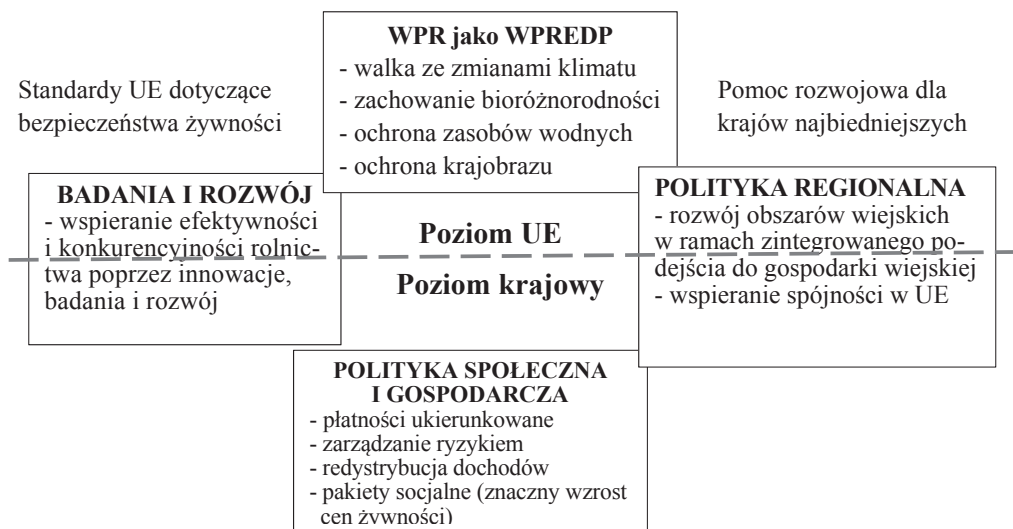 WPR jako WPREDP
- walka ze zmianami klimatu
- zachowanie bioróżnorodności
- ochrona zasobów wodnych
- ochrona krajobrazu
Standardy UE dotyczące
bezpieczeństwa żywności
Pomoc rozwojowa dla
krajów najbiedniejszych
BADANIA I ROZWÓJ
- wspieranie efektywności
i konkurencyjności rolnic-
twa poprzez innowacje,
badania i rozwój
Poziom UE
Poziom krajowy
POLITYKA REGIONALNA
- rozwój obszarów wiejskich
w ramach zintegrowanego po-
dejścia do gospodarki wiejskiej
- wspieranie spójności w UE
POLITYKA SPOŁECZNA
I GOSPODARCZA
- płatności ukierunkowane
- zarządzanie ryzykiem
- redystrybucja dochodów
- pakiety socjalne (znaczny wzrost
cen żywności)